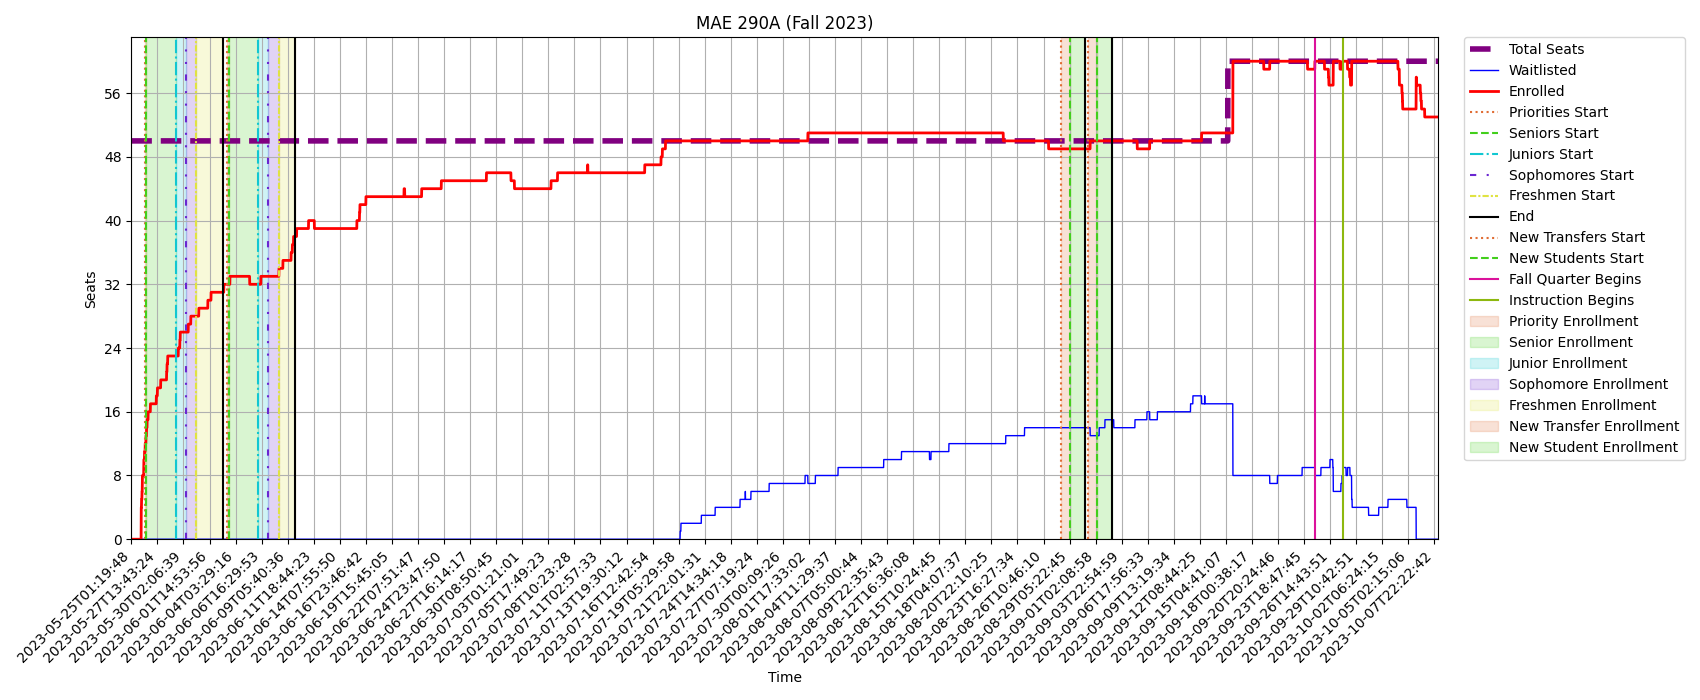 MAE 290A (Fall 2023)
Seats
56
48
40
32
24
16
8
0
2023-05-25T01:19:48
2023-05-27T13:43:24
2023-05-30T02:06:39
2023-06-01T14:53:56
2023-06-04T03:29:16
2023-06-06T16:29:53
2023-06-09T05:40:36
2023-06-11T18:44:23
2023-06-14T07:55:50
2023-06-16T23:46:42
2023-06-19T15:45:05
2023-06-22T07:51:47
2023-06-24T23:47:50
2023-06-27T16:14:17
2023-06-30T08:50:45
2023-07-03T01:21:01
2023-07-05T17:49:23
2023-07-08T10:23:28
2023-07-11T02:57:33
2023-07-13T19:30:12
2023-07-16T12:42:54
2023-07-19T05:29:58
2023-07-21T22:01:31
2023-07-24T14:34:18
2023-07-27T07:19:24
2023-07-30T00:09:26
2023-08-01T17:33:02
2023-08-04T11:29:37
2023-08-07T05:00:44
2023-08-09T22:35:43
2023-08-12T16:36:08
2023-08-15T10:24:45
2023-08-18T04:07:37
2023-08-20T22:10:25
2023-08-23T16:27:34
2023-08-26T10:46:10
2023-08-29T05:22:45
2023-09-01T02:08:58
2023-09-03T22:54:59
2023-09-06T17:56:33
2023-09-09T13:19:34
2023-09-12T08:44:25
2023-09-15T04:41:07
2023-09-18T00:38:17
2023-09-20T20:24:46
2023-09-23T18:47:45
2023-09-26T14:43:51
2023-09-29T10:42:51
2023-10-02T06:24:15
2023-10-05T02:15:06
2023-10-07T22:22:42
Time
Total Seats
Waitlisted
Enrolled
Priorities Start
Seniors Start
Juniors Start
Sophomores Start
Freshmen Start
End
New Transfers Start
New Students Start
Fall Quarter Begins
Instruction Begins
Priority Enrollment
Senior Enrollment
Junior Enrollment
Sophomore Enrollment
Freshmen Enrollment
New Transfer Enrollment
New Student Enrollment